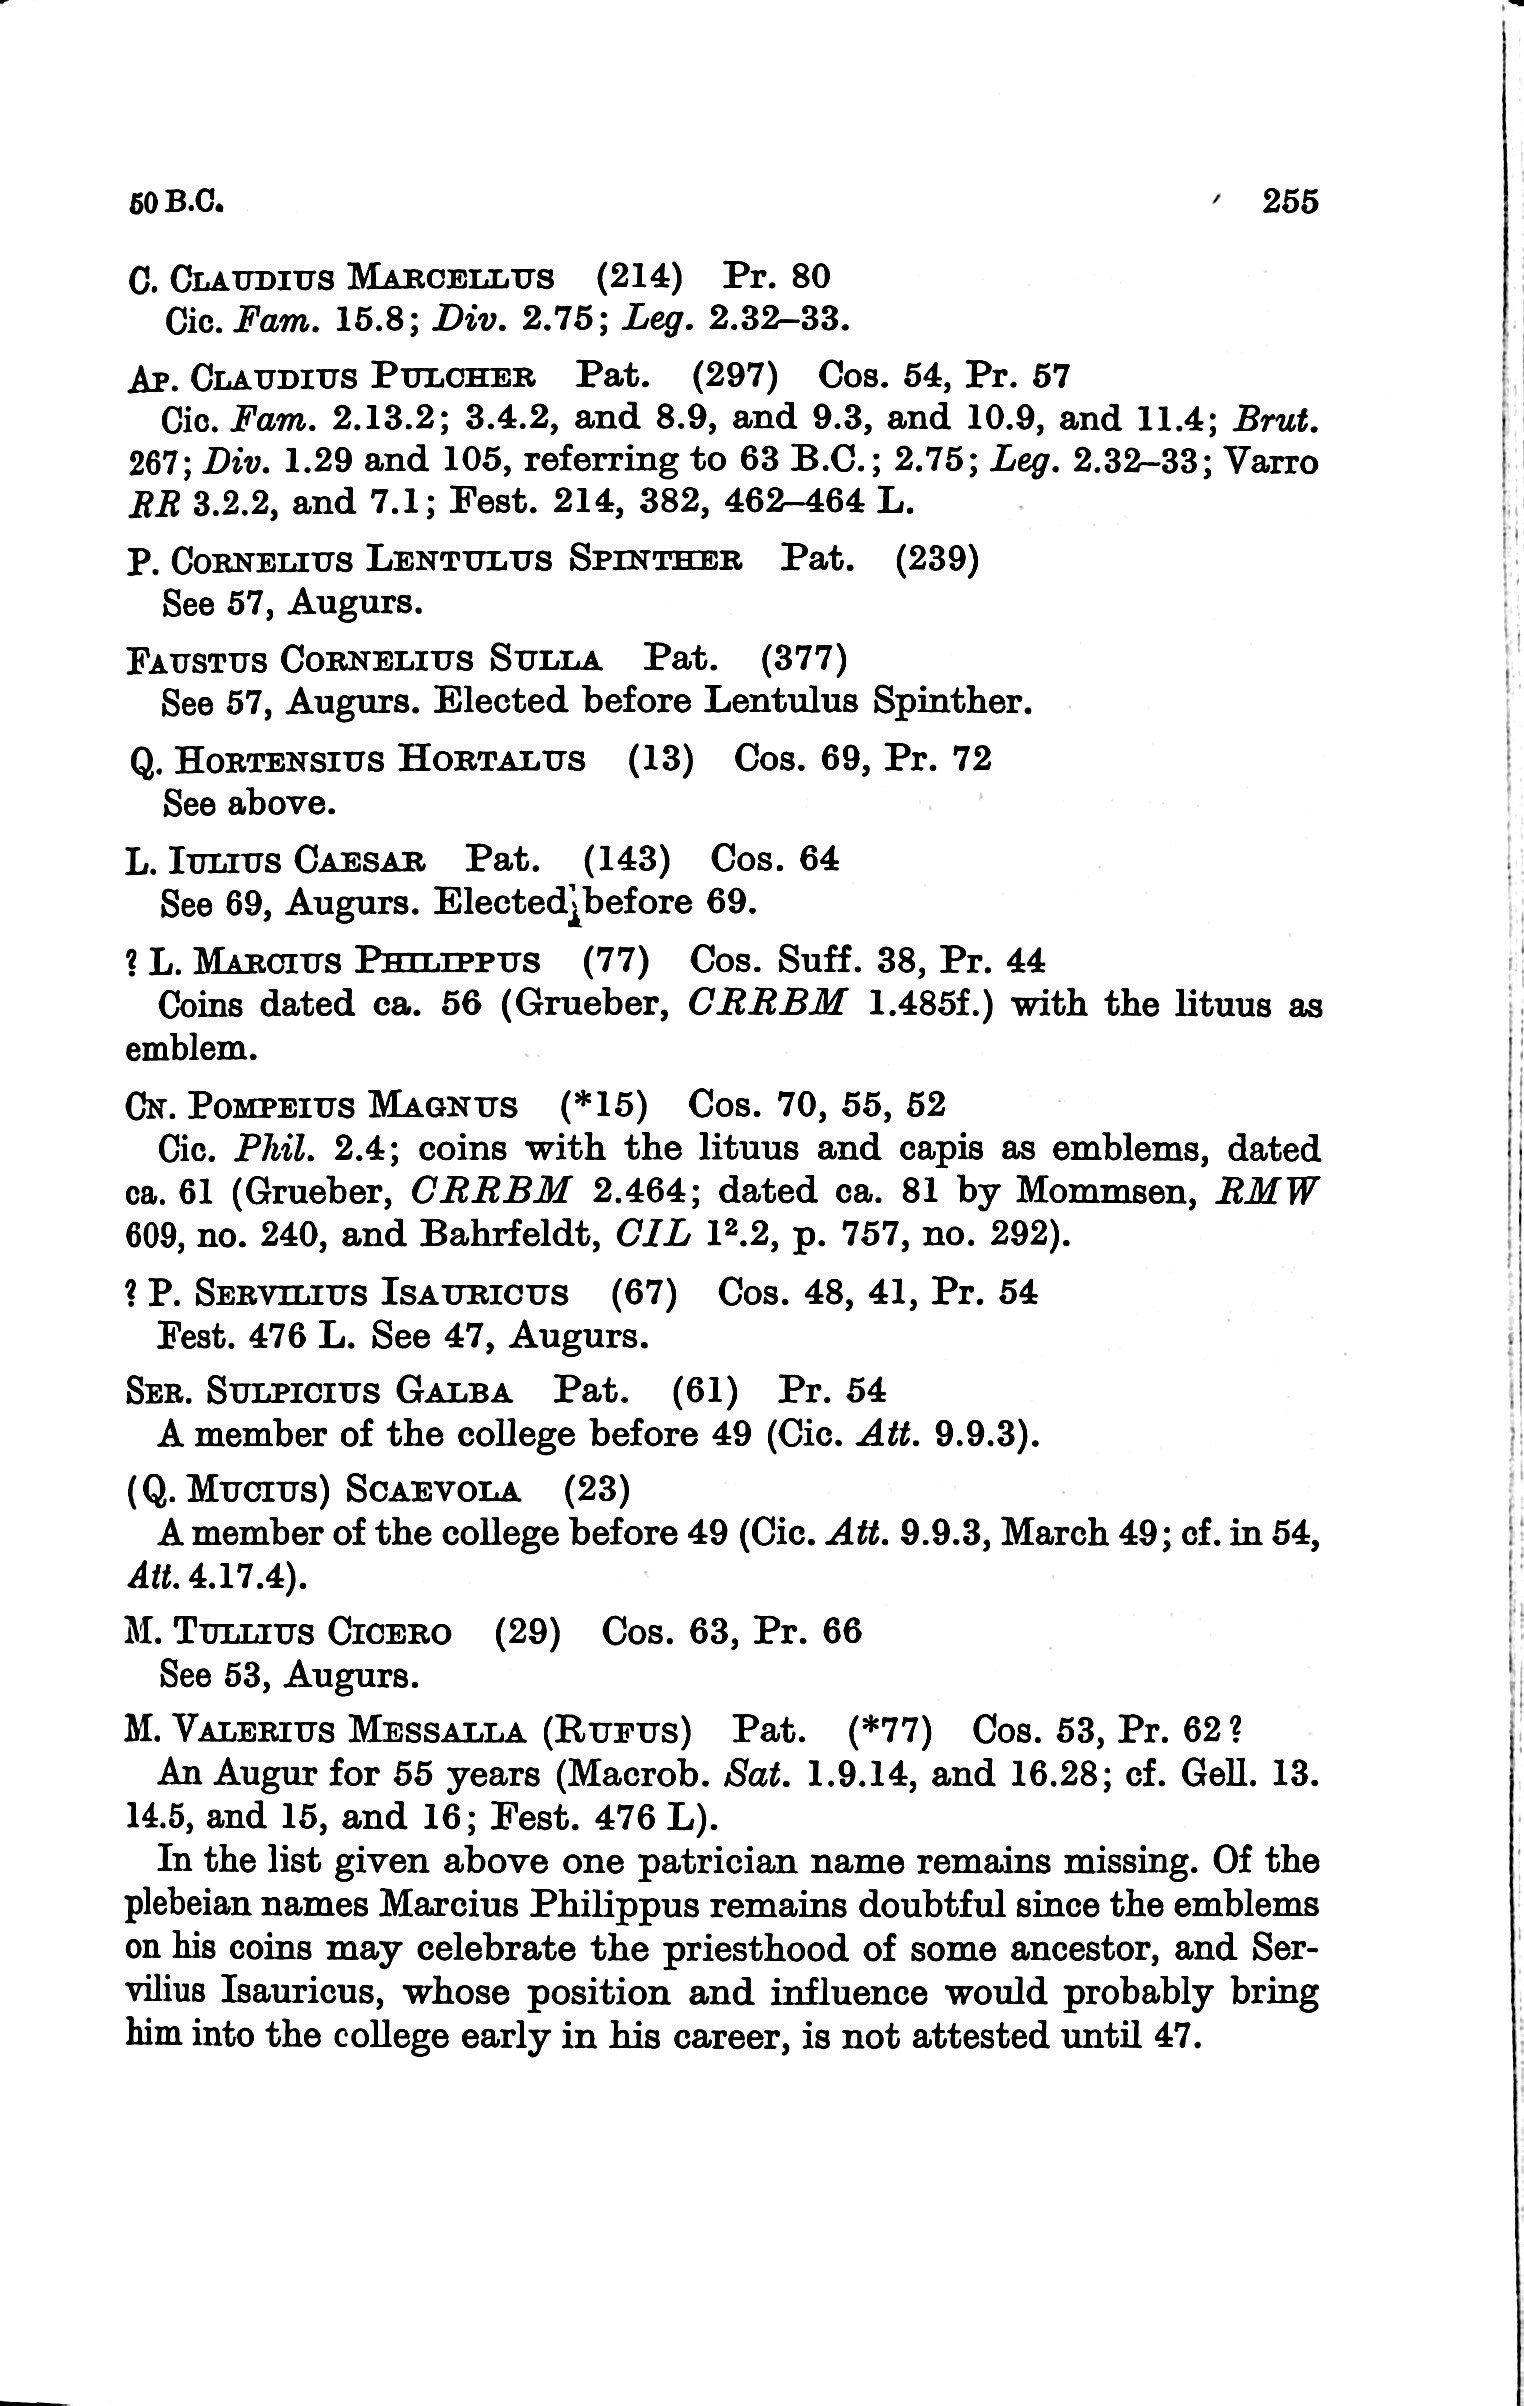 50 B.C. 255
C. CLAUDIUS MARCELLUS (214) Pr. 80
Cic. Fam. 15.8; Div. 2.75; Leg. 2.32–33.
AP. CLAUDIUS PULCHER Pat. (297) Cos. 54, Pr. 57
Cic. Fam. 2.13.2; 3.4.2, and 8.9, and 9.3, and 10.9, and 11.4; Brut.
267; Div. 1.29 and 105, referring to 63 B.C.; 2.75; Leg. 2.32–33; Varro
RR 3.2.2, and 7.1; Fest. 214, 382, 462–464 L.
P. CORNELIUS LENTULUS SPINTHER Pat. (239)
See 57, Augurs.
FAUSTUS CORNELIUS SULLA Pat. (377)
See 57, Augurs. Elected before Lentulus Spinther.
Q. HORTENSIUS HORTALUS (13) Cos. 69, Pr. 72
See above.
L. IULIUS CAESAR Pat. (143) Cos. 64
See 69, Augurs. Elected before 69.
? L. MARCIUS PHILIPPUS (77) Cos. Suff. 38, Pr. 44
Coins dated ca. 56 (Grueber, CRRBM 1.485f.) with the lituus as
emblem.
CN. POMPEIUS MAGNUS (*15) Cos. 70, 55, 52
Cic. Phil. 2.4; coins with the lituus and capis as emblems, dated
ca. 61 (Grueber, CRRBM 2.464; dated ca. 81 by Mommsen, RMW
609, no. 240, and Bahrfeldt, CIL 1².2, p. 757, no. 292).
? P. SERVILIUS ISAURICUS (67) Cos. 48, 41, Pr. 54
Fest. 476 L. See 47, Augurs.
SER. SULPICIUS GALBA Pat. (61) Pr. 54
A member of the college before 49 (Cic. Att. 9.9.3).
(Q. MUCIUS) SCAEVOLA (23)
A member of the college before 49 (Cic. Att. 9.9.3, March 49; cf. in 54,
Att. 4.17.4).
M. TULLIUS CICERO (29) Cos. 63, Pr. 66
See 53, Augurs.
M. VALERIUS MESSALLA (RUFUS) Pat. (*77) Cos. 53, Pr. 62?
An Augur for 55 years (Macrob. Sat. 1.9.14, and 16.28; cf. Gell. 13.
14.5, and 15, and 16; Fest. 476 L).
In the list given above one patrician name remains missing. Of the
plebeian names Marcius Philippus remains doubtful since the emblems
on his coins may celebrate the priesthood of some ancestor, and Ser-
vilius Isauricus, whose position and influence would probably bring
him into the college early in his career, is not attested until 47.